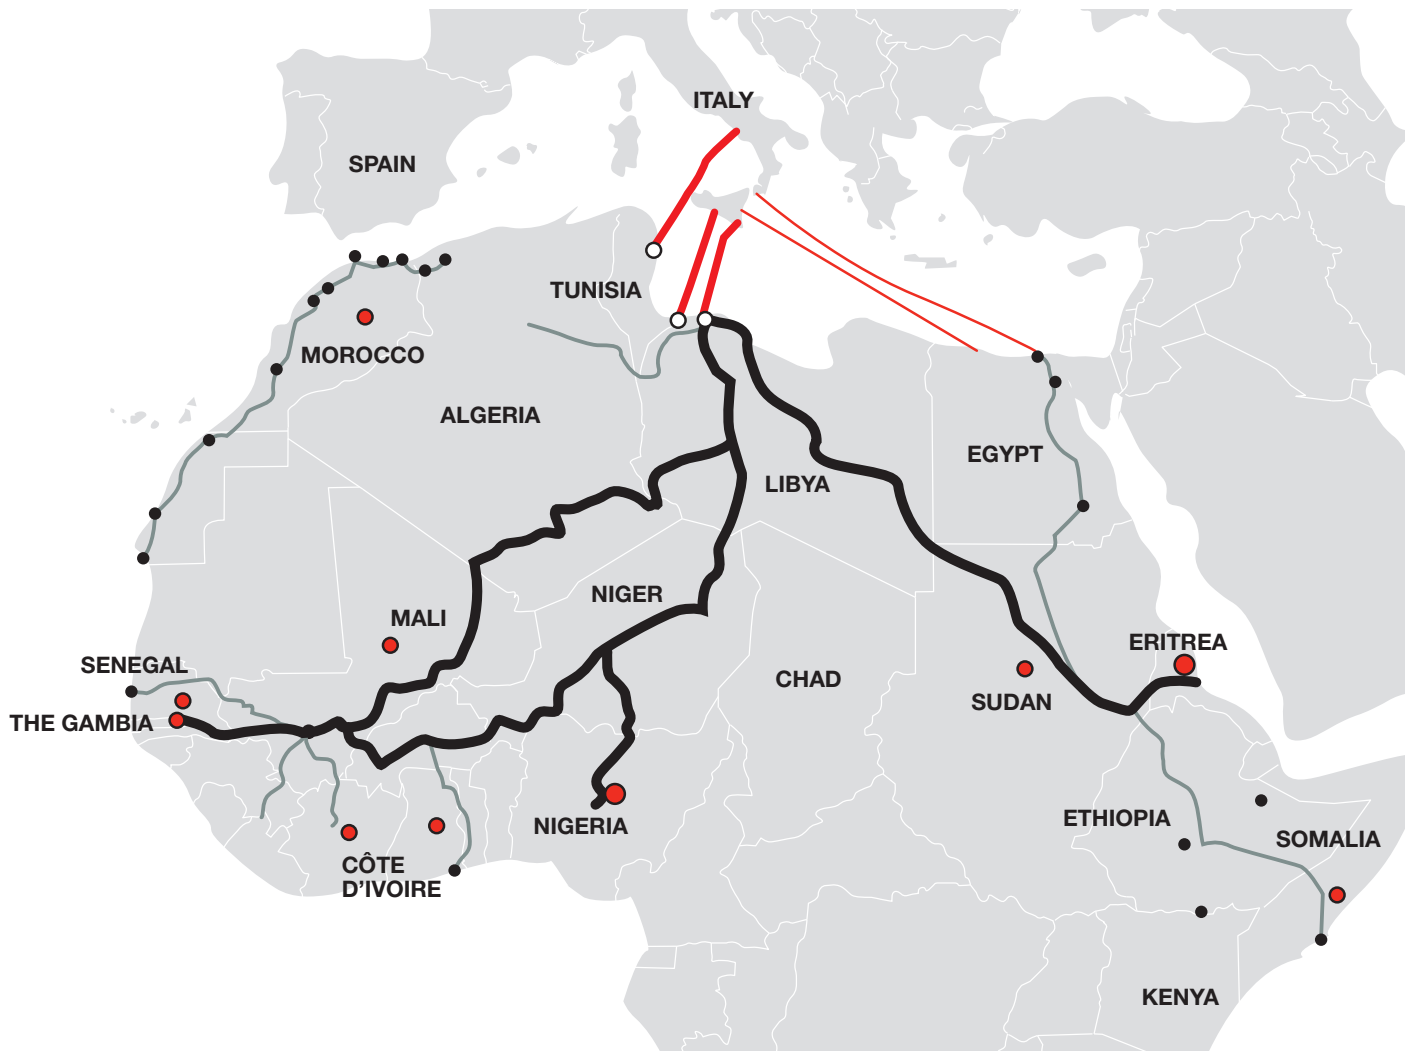 ITALY
SPAIN
TUNISIA
MOROCCO
ALGERIA
EGYPT
LIBYA
NIGER
MALI
ERITREA
SENEGAL
CHAD
SUDAN
THE GAMBIA
ETHIOPIA
NIGERIA
SOMALIA
CÔTE
D'IVOIRE
KENYA